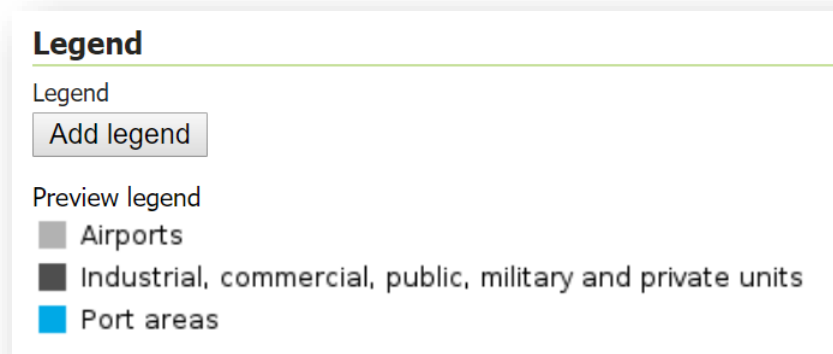 Legend
Legend
Add legend
Preview legend
Airports
Industrial, commercial, public, military and private units
Port areas